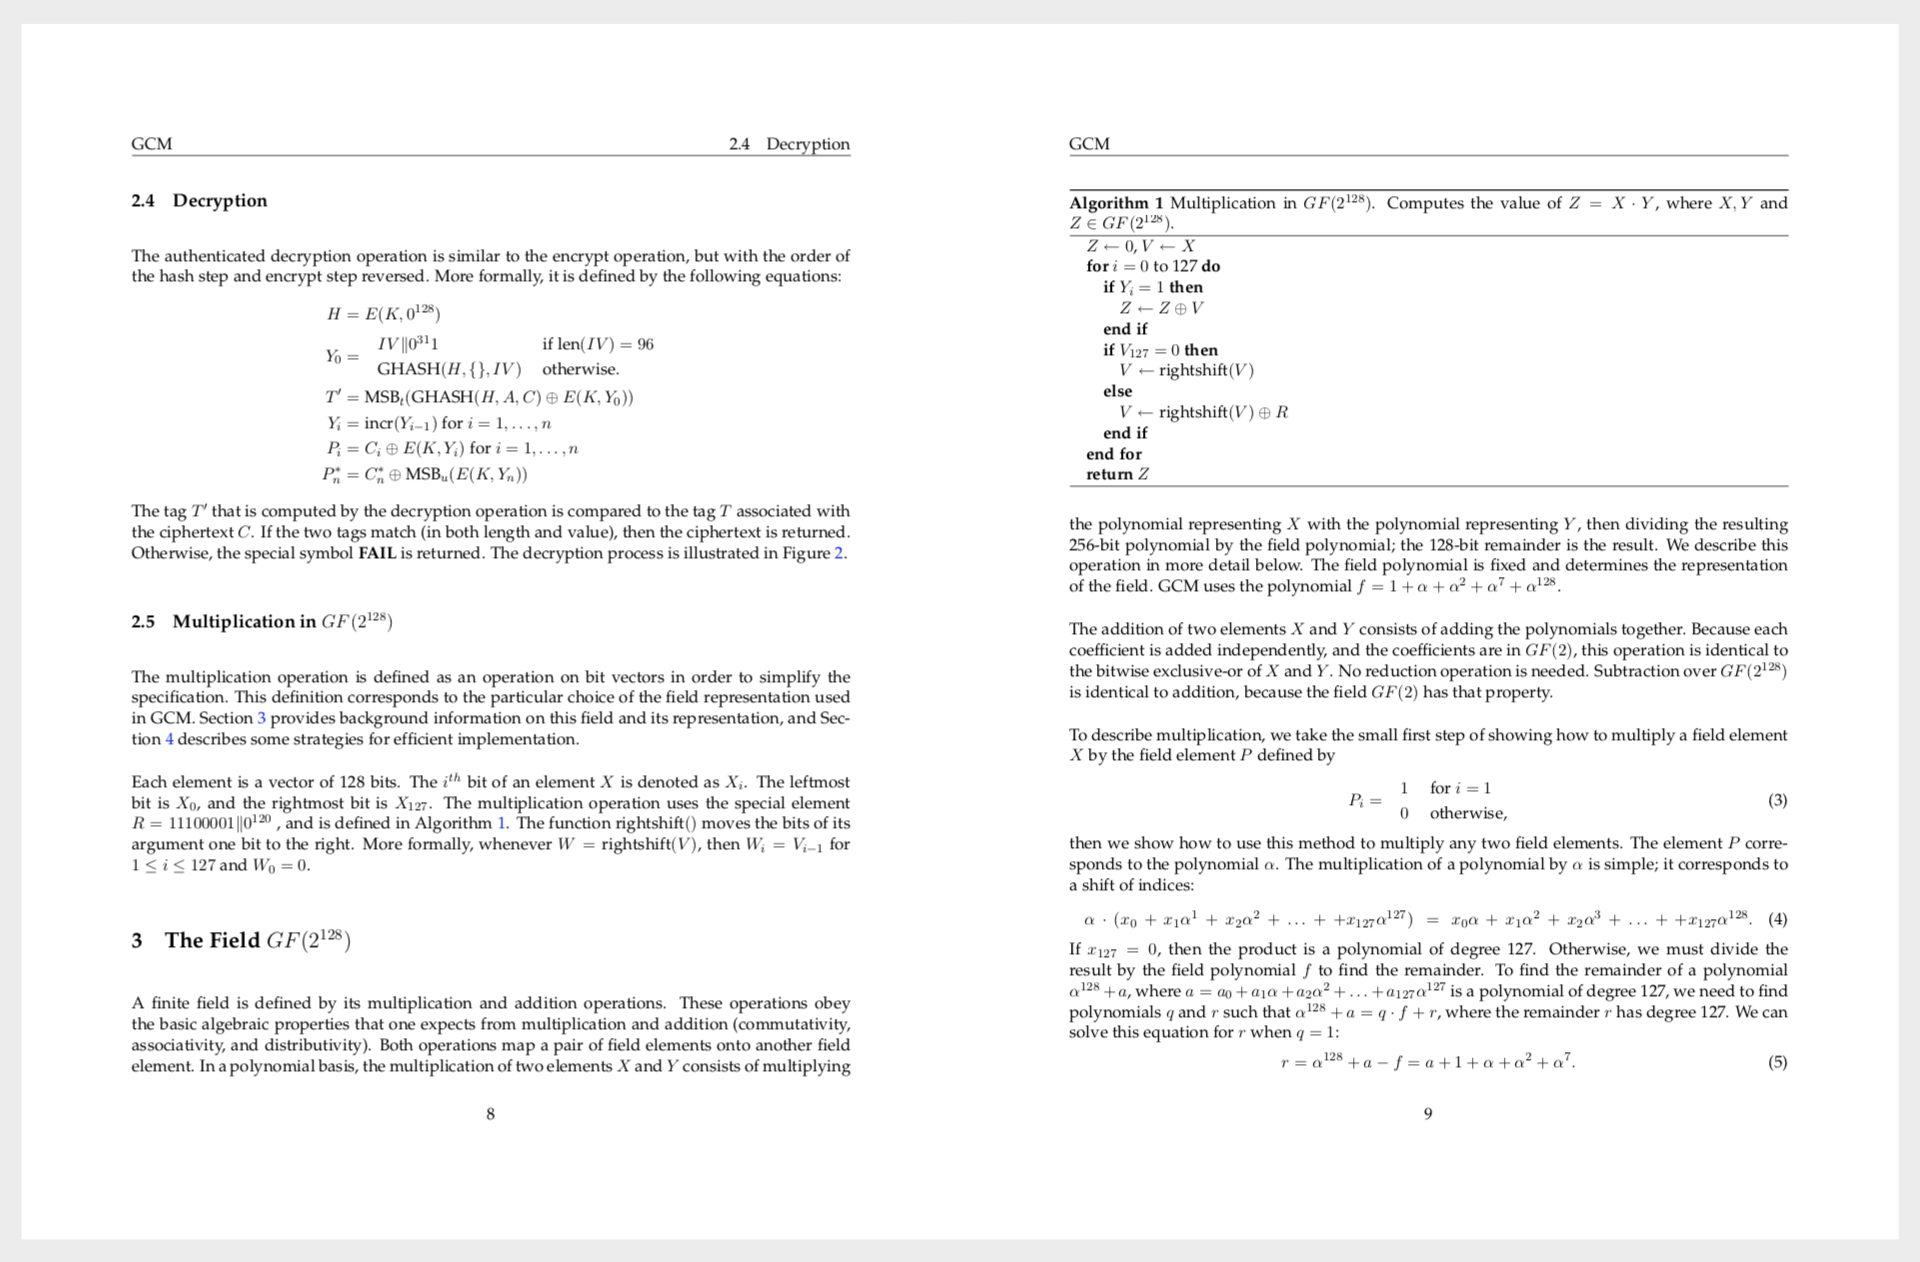 GCM 2.4 Decryption
2.4 Decryption
The authenticated decryption operation is similar to the encrypt operation, but with the order of
the hash step and encrypt step reversed. More formally, it is defined by the following equations:
H = E(K, 0^128)
Y_0 = IV‖0^31 1 if len(IV) = 96
GHASH(H, {}, IV) otherwise.
T′ = MSB_t(GHASH(H, A, C) ⊕ E(K, Y_0))
Y_i = incr(Y_{i−1}) for i = 1, . . . , n
P_i = C_i ⊕ E(K, Y_i) for i = 1, . . . , n
P*_n = C*_n ⊕ MSB_u(E(K, Y_n))
The tag T′ that is computed by the decryption operation is compared to the tag T associated with
the ciphertext C. If the two tags match (in both length and value), then the ciphertext is returned.
Otherwise, the special symbol FAIL is returned. The decryption process is illustrated in Figure 2.
2.5 Multiplication in GF(2^128)
The multiplication operation is defined as an operation on bit vectors in order to simplify the
specification. This definition corresponds to the particular choice of the field representation used
in GCM. Section 3 provides background information on this field and its representation, and Sec-
tion 4 describes some strategies for efficient implementation.
Each element is a vector of 128 bits. The i^th bit of an element X is denoted as X_i. The leftmost
bit is X_0, and the rightmost bit is X_127. The multiplication operation uses the special element
R = 11100001‖0^120 , and is defined in Algorithm 1. The function rightshift() moves the bits of its
argument one bit to the right. More formally, whenever W = rightshift(V), then W_i = V_{i−1} for
1 ≤ i ≤ 127 and W_0 = 0.
3 The Field GF(2^128)
A finite field is defined by its multiplication and addition operations. These operations obey
the basic algebraic properties that one expects from multiplication and addition (commutativity,
associativity, and distributivity). Both operations map a pair of field elements onto another field
element. In a polynomial basis, the multiplication of two elements X and Y consists of multiplying
8
GCM
Algorithm 1 Multiplication in GF(2^128). Computes the value of Z = X · Y, where X, Y and
Z ∈ GF(2^128).
Z ← 0, V ← X
for i = 0 to 127 do
if Y_i = 1 then
Z ← Z ⊕ V
end if
if V_127 = 0 then
V ← rightshift(V)
else
V ← rightshift(V) ⊕ R
end if
end for
return Z
the polynomial representing X with the polynomial representing Y, then dividing the resulting
256-bit polynomial by the field polynomial; the 128-bit remainder is the result. We describe this
operation in more detail below. The field polynomial is fixed and determines the representation
of the field. GCM uses the polynomial f = 1 + α + α^2 + α^7 + α^128.
The addition of two elements X and Y consists of adding the polynomials together. Because each
coefficient is added independently, and the coefficients are in GF(2), this operation is identical to
the bitwise exclusive-or of X and Y. No reduction operation is needed. Subtraction over GF(2^128)
is identical to addition, because the field GF(2) has that property.
To describe multiplication, we take the small first step of showing how to multiply a field element
X by the field element P defined by
P_i = 1 for i = 1
0 otherwise, (3)
then we show how to use this method to multiply any two field elements. The element P corre-
sponds to the polynomial α. The multiplication of a polynomial by α is simple; it corresponds to
a shift of indices:
α · (x_0 + x_1α^1 + x_2α^2 + . . . + +x_127α^127) = x_0α + x_1α^2 + x_2α^3 + . . . + +x_127α^128. (4)
If x_127 = 0, then the product is a polynomial of degree 127. Otherwise, we must divide the
result by the field polynomial f to find the remainder. To find the remainder of a polynomial
α^128 + a, where a = a_0 + a_1α + a_2α^2 + . . . + a_127α^127 is a polynomial of degree 127, we need to find
polynomials q and r such that α^128 + a = q · f + r, where the remainder r has degree 127. We can
solve this equation for r when q = 1:
r = α^128 + a − f = a + 1 + α + α^2 + α^7. (5)
9